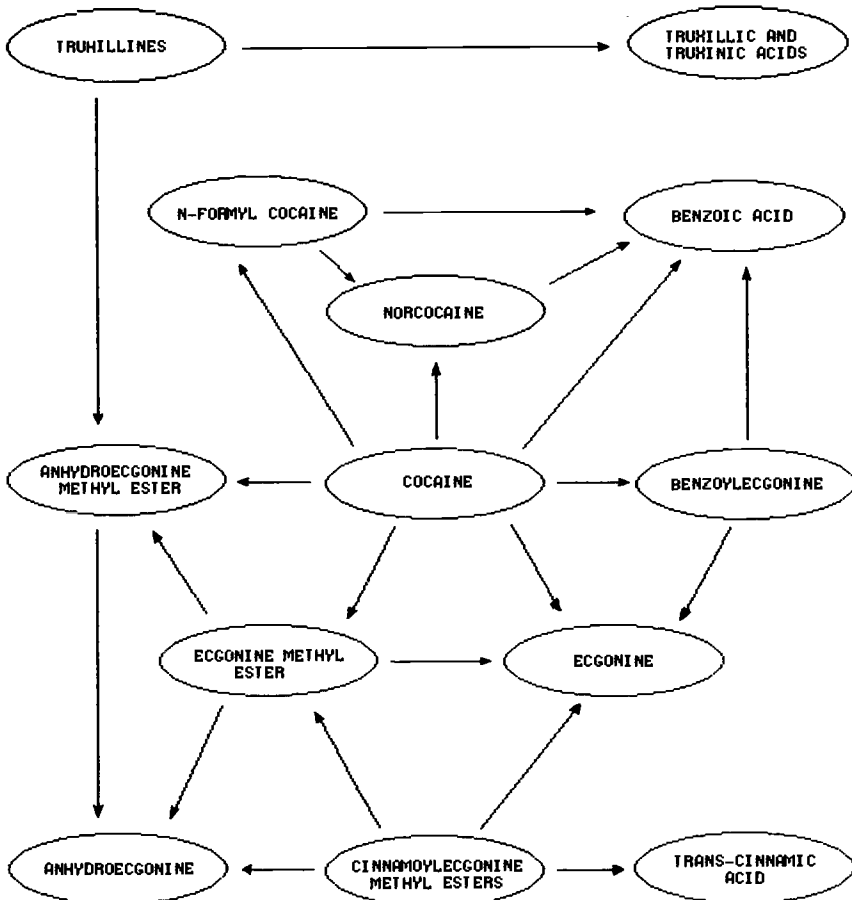 TRUXILLINES
TRUXILLIC AND
TRUXINIC ACIDS
N-FORMYL COCAINE
BENZOIC ACID
NORCOCAINE
ANHYDROECGONINE
METHYL ESTER
COCAINE
BENZOYLECGONINE
ECGONINE METHYL
ESTER
ECGONINE
ANHYDROECGONINE
CINNAMOYLECGONINE
METHYL ESTERS
TRANS-CINNAMIC
ACID